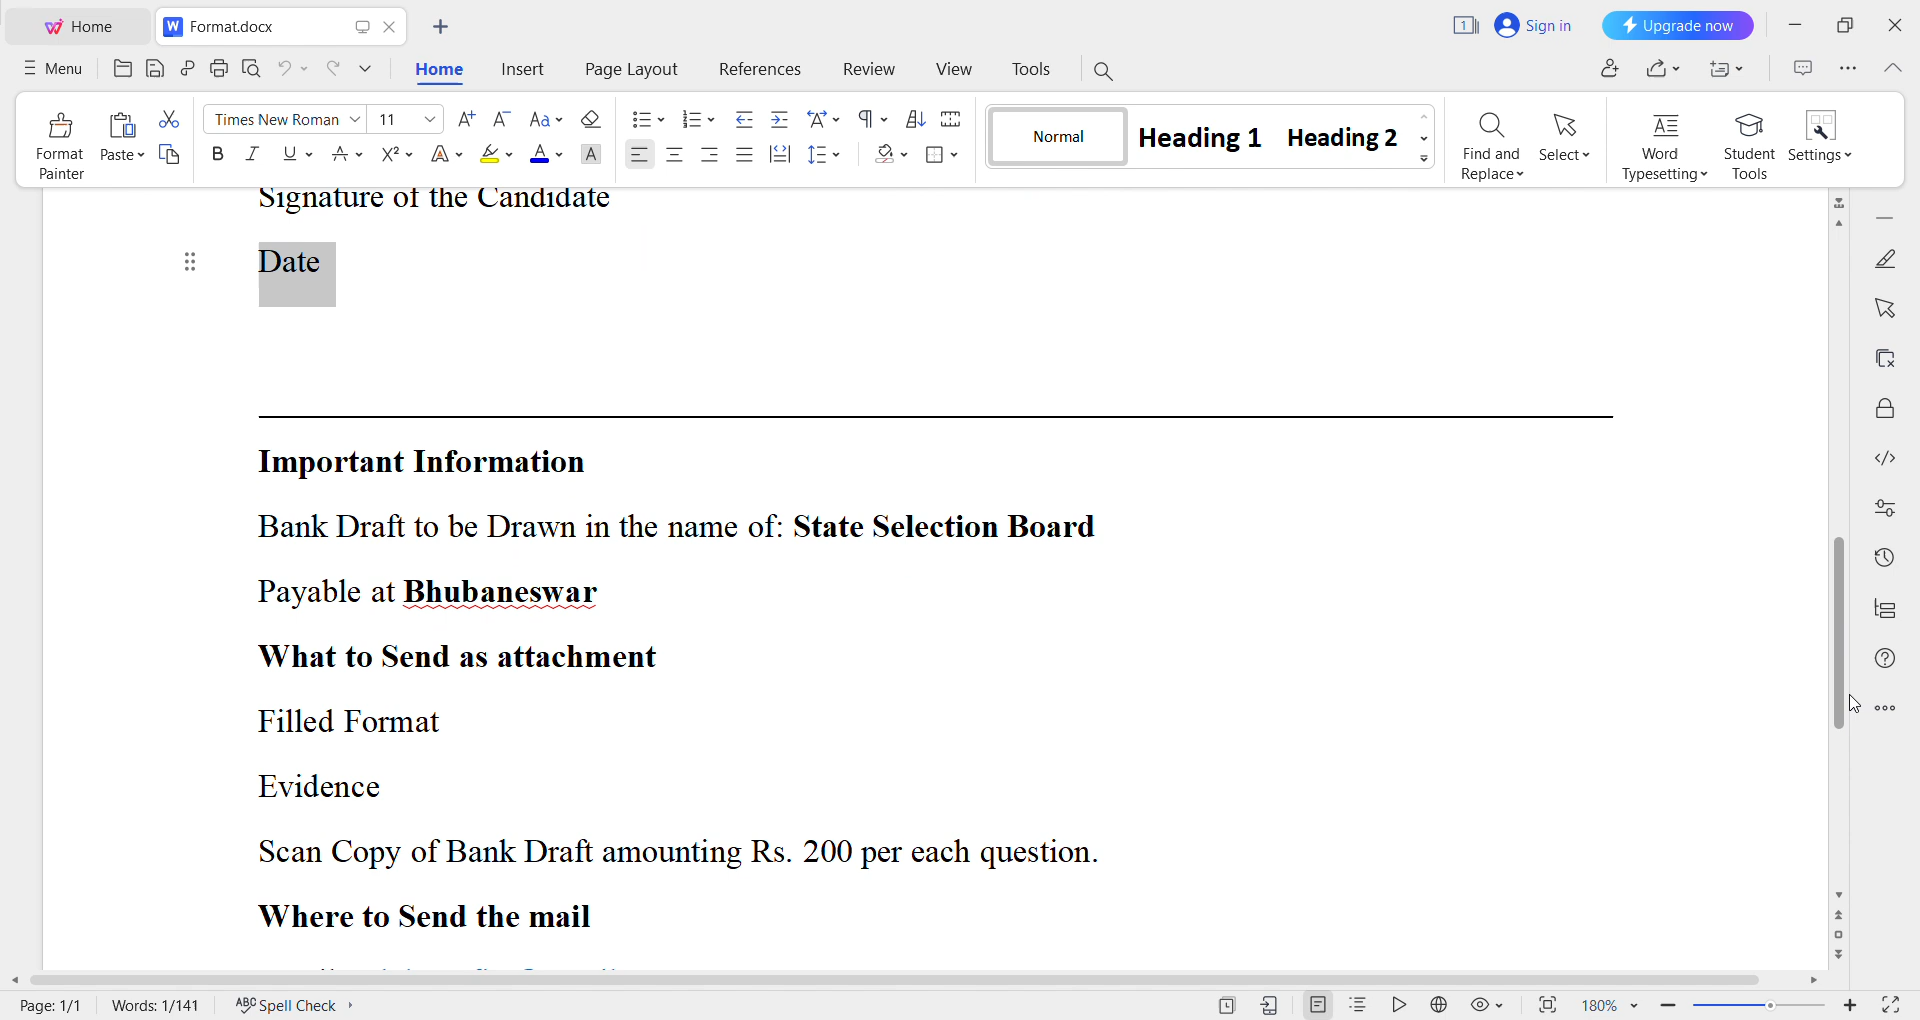 Home
Format.docx
Sign in
Upgrade now
Menu
Home
Insert
Page Layout
References
Review
View
Tools
Format
Painter
Paste
Times New Roman
11
Normal
Heading 1
Heading 2
Find and
Replace
Select
Word
Typesetting
Student
Tools
Settings
Signature of the Candidate
Date
Important Information
Bank Draft to be Drawn in the name of: State Selection Board
Payable at Bhubaneswar
What to Send as attachment
Filled Format
Evidence
Scan Copy of Bank Draft amounting Rs. 200 per each question.
Where to Send the mail
Page: 1/1
Words: 1/141
ABC Spell Check
180%